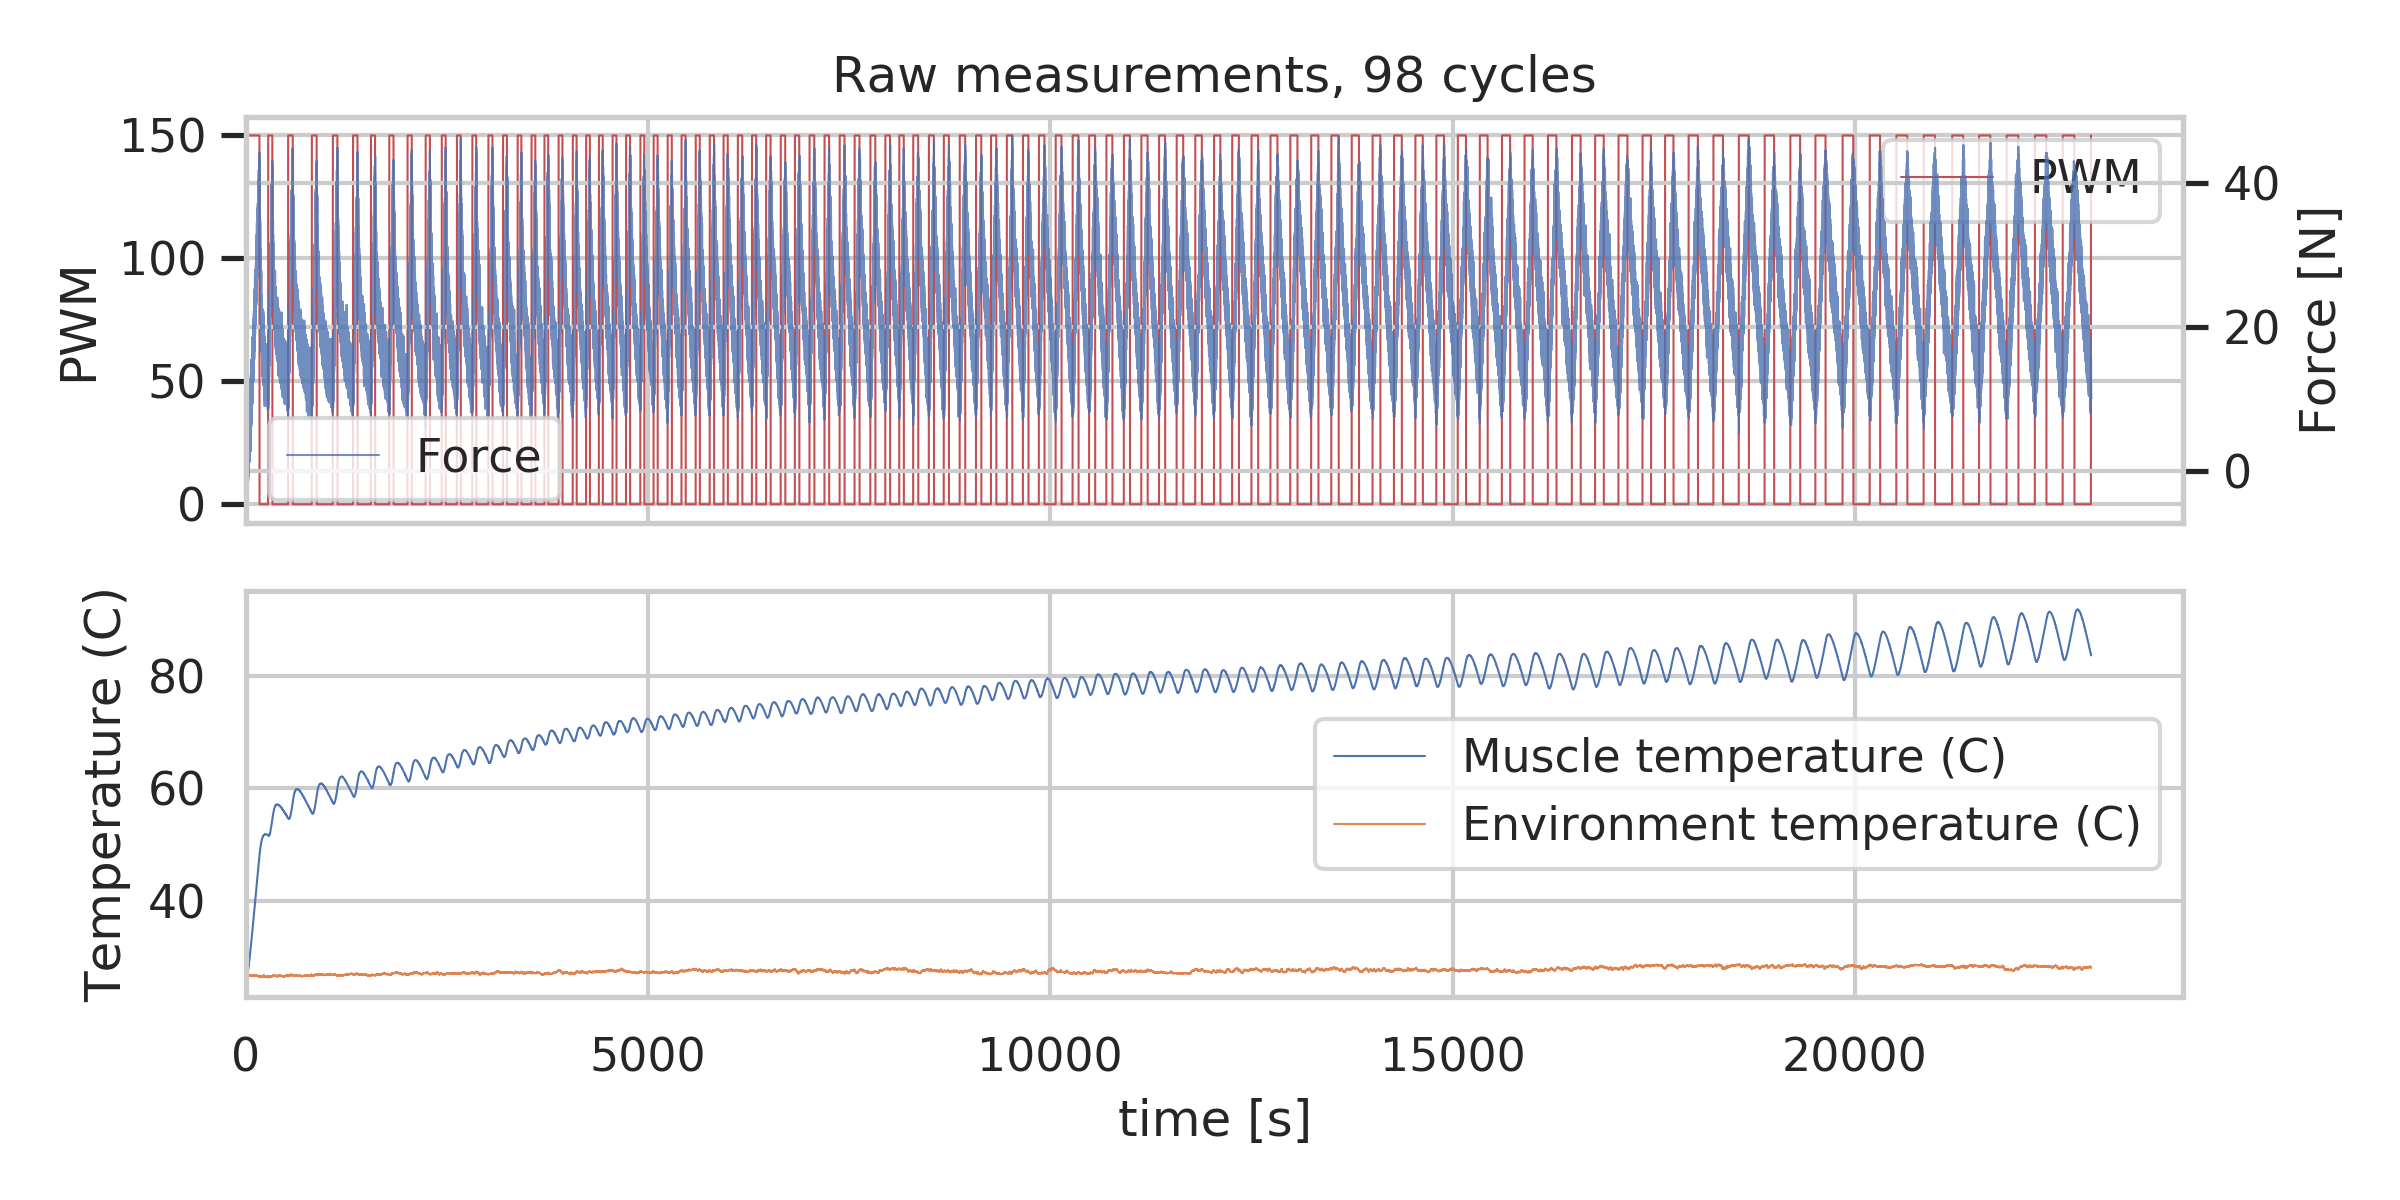 Raw measurements, 98 cycles
PWM
150
100
50
0
Force
PWM
40
20
0
Force [N]
Temperature (C)
80
60
40
Muscle temperature (C)
Environment temperature (C)
0 5000 10000 15000 20000
time [s]